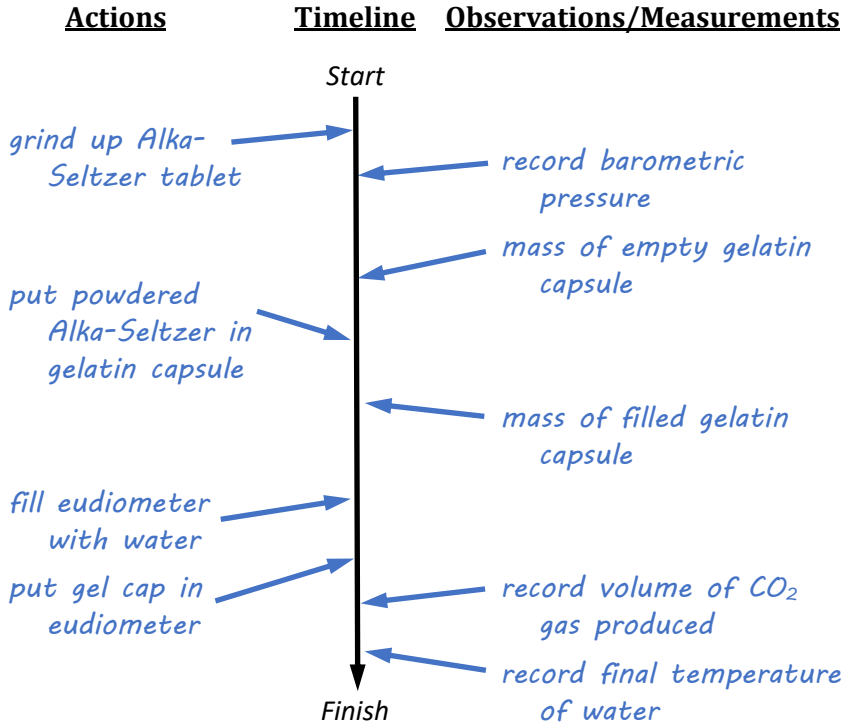 Actions Timeline Observations/Measurements
Start
grind up Alka-
Seltzer tablet
record barometric
pressure
mass of empty gelatin
capsule
put powdered
Alka-Seltzer in
gelatin capsule
mass of filled gelatin
capsule
fill eudiometer
with water
put gel cap in
eudiometer
record volume of CO₂
gas produced
record final temperature
of water
Finish